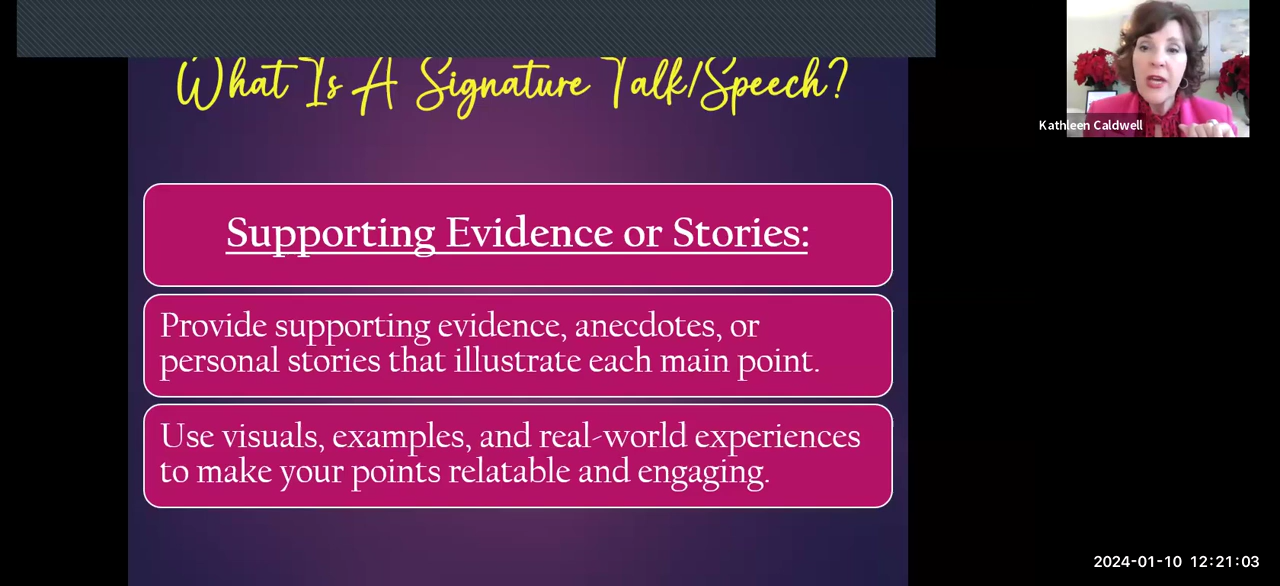 What Is A Signature Talk/Speech?
Supporting Evidence or Stories:
Provide supporting evidence, anecdotes, or
personal stories that illustrate each main point.
Use visuals, examples, and real-world experiences
to make your points relatable and engaging.
Kathleen Caldwell
2024-01-10 12:21:03